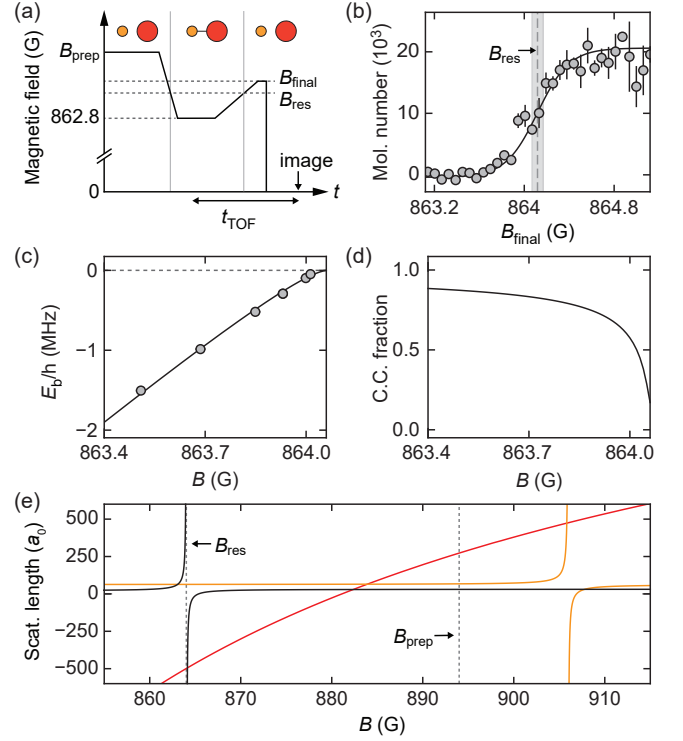 (a)
Magnetic field (G)
B_prep
862.8
0
B_final
B_res
image
t
t_TOF
(b)
Mol. number (10³)
20
10
0
B_res
863.2
864
864.8
B_final (G)
(c)
E_b/h (MHz)
0
−1
−2
863.4
863.7
864.0
B (G)
(d)
C.C. fraction
1.0
0.5
0.0
863.4
863.7
864.0
B (G)
(e)
Scat. length (a₀)
500
250
0
−250
−500
B_res
B_prep
860
870
880
890
900
910
B (G)